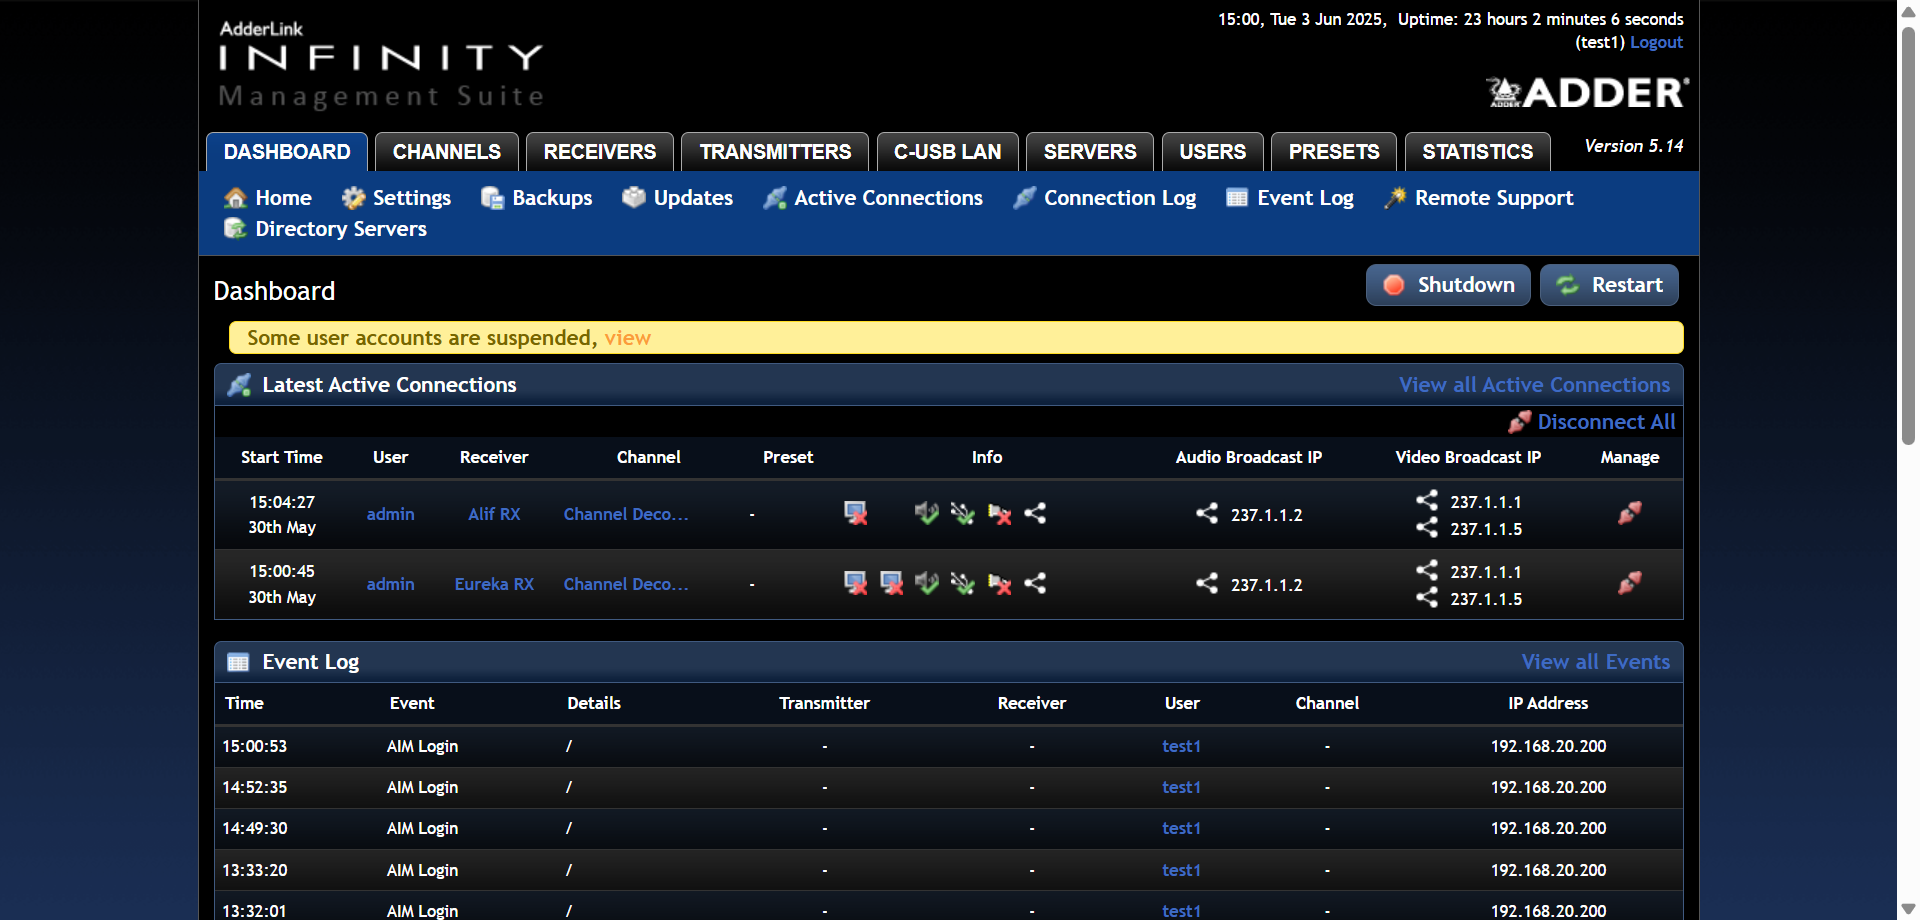 AdderLink
INFINITY
Management Suite
15:00, Tue 3 Jun 2025, Uptime: 23 hours 2 minutes 6 seconds
(test1) Logout
ADDER ADDER
DASHBOARD CHANNELS RECEIVERS TRANSMITTERS C-USB LAN SERVERS USERS PRESETS STATISTICS Version 5.14
Home Settings Backups Updates Active Connections Connection Log Event Log Remote Support
Directory Servers
Dashboard Shutdown Restart
Some user accounts are suspended, view
Latest Active Connections View all Active Connections
Disconnect All
Start Time User Receiver Channel Preset Info Audio Broadcast IP Video Broadcast IP Manage
15:04:27 237.1.1.1
admin Alif RX Channel Deco... - 237.1.1.2
30th May 237.1.1.5
15:00:45 237.1.1.1
admin Eureka RX Channel Deco... - 237.1.1.2
30th May 237.1.1.5
Event Log View all Events
Time Event Details Transmitter Receiver User Channel IP Address
15:00:53 AIM Login / - - test1 - 192.168.20.200
14:52:35 AIM Login / - - test1 - 192.168.20.200
14:49:30 AIM Login / - - test1 - 192.168.20.200
13:33:20 AIM Login / - - test1 - 192.168.20.200
13:32:01 AIM Login / - - test1 - 192.168.20.200